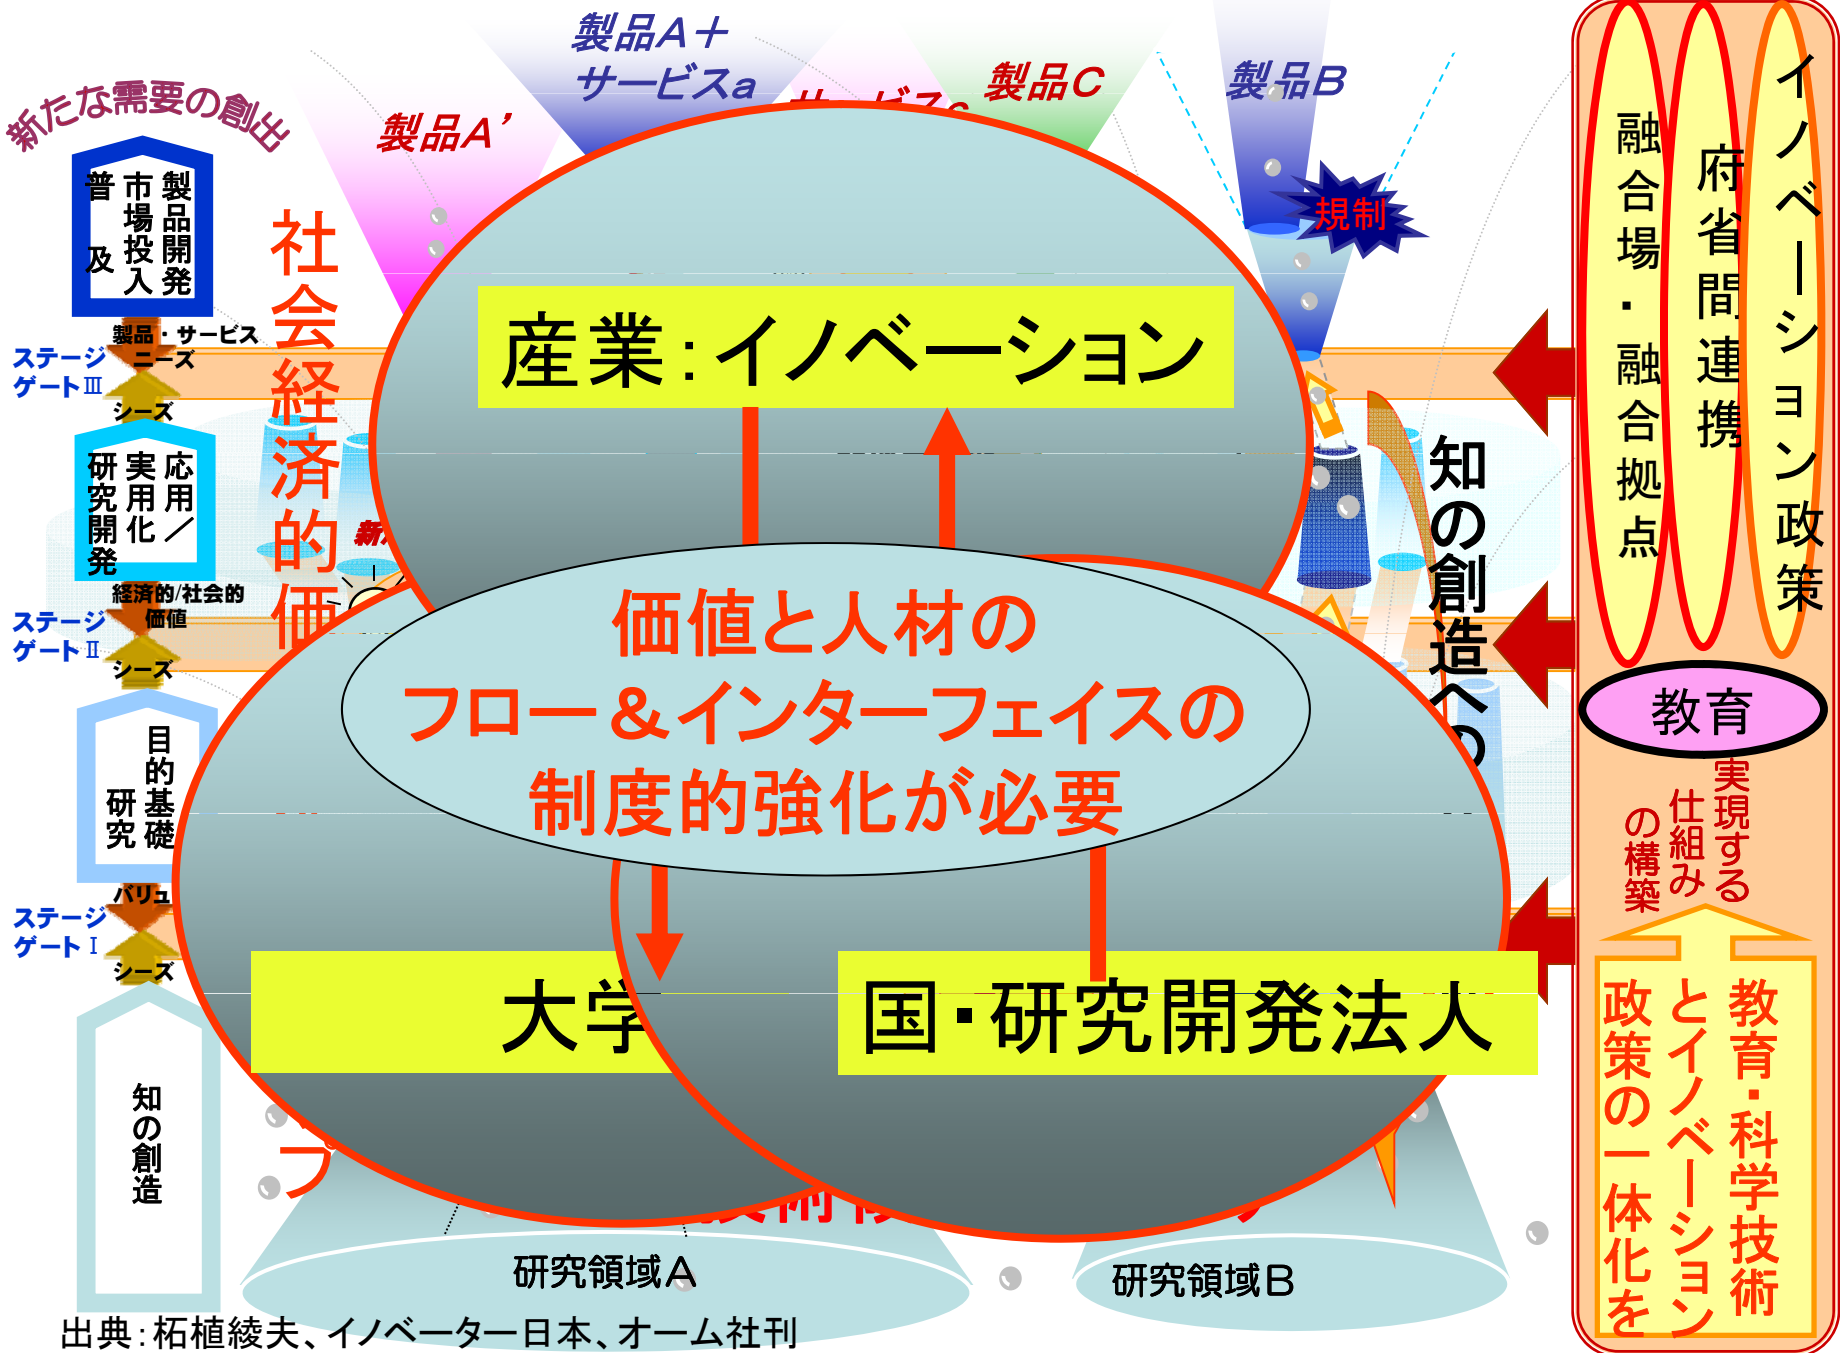 新たな需要の創出
製品開発
市場投入
普及
製品・サービス
ニーズ
ステージ
ゲートⅢ
シーズ
応用／
実用化
研究開発
経済的/社会的
価値
ステージ
ゲートⅡ
シーズ
目的基礎
研究
バリュ
ステージ
ゲートⅠ
シーズ
知の創造
社会経済的価
プ
製品A'
製品A＋
サービスa
サービスc
製品C
製品B
規制
産業：イノベーション
価値と人材の
フロー＆インターフェイスの
制度的強化が必要
大学
国・研究開発法人
知の創造への
技術
研究領域A
研究領域B
融合場・融合拠点
府省間連携
イノベーション政策
教育
実現する
仕組み
の構築
教育・科学技術
とイノベーション
政策の一体化を
出典：柘植綾夫、イノベーター日本、オーム社刊